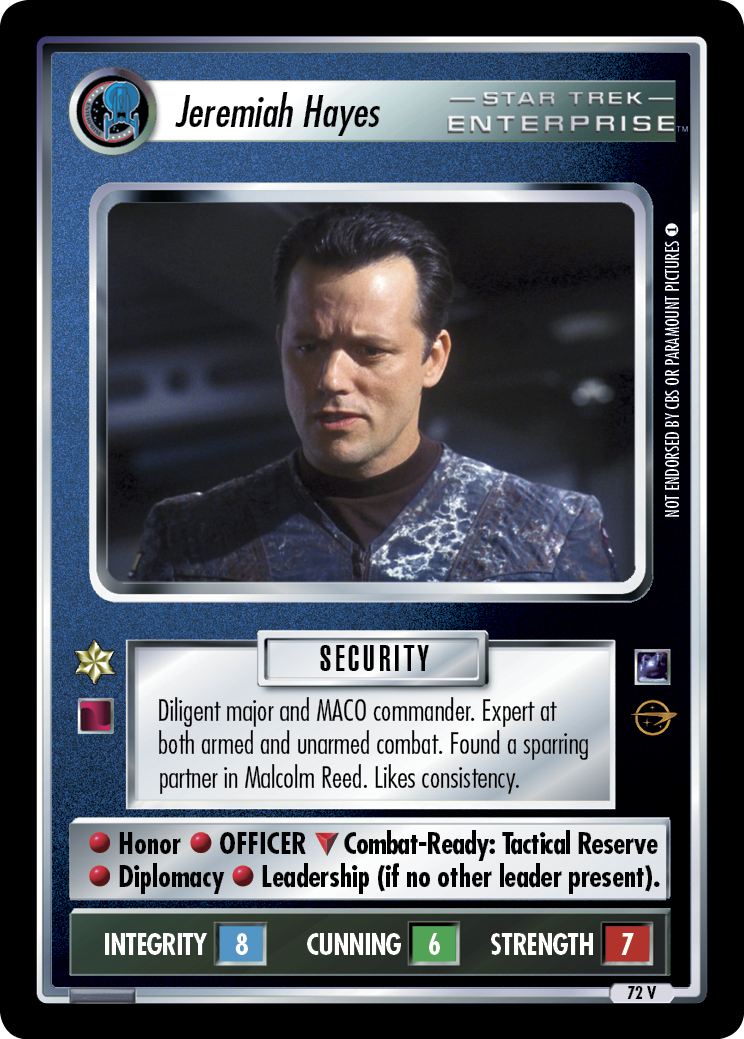 Jeremiah Hayes
STAR TREK
ENTERPRISE™
NOT ENDORSED BY CBS OR PARAMOUNT PICTURES 1
SECURITY
Diligent major and MACO commander. Expert at
both armed and unarmed combat. Found a sparring
partner in Malcolm Reed. Likes consistency.
Honor OFFICER Combat-Ready: Tactical Reserve
Diplomacy Leadership (if no other leader present).
INTEGRITY 8 CUNNING 6 STRENGTH 7
72 V